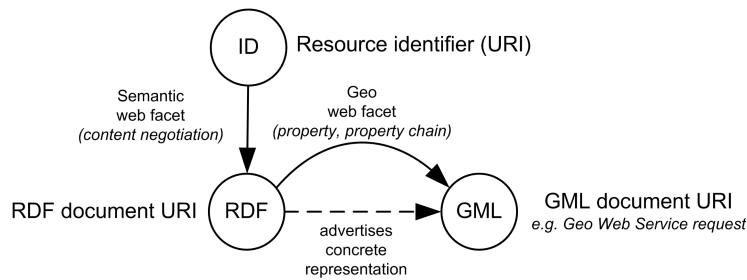 ID
Resource identifier (URI)
Semantic
web facet
(content negotiation)
Geo
web facet
(property, property chain)
RDF document URI
RDF
advertises
concrete
representation
GML
GML document URI
e.g. Geo Web Service request